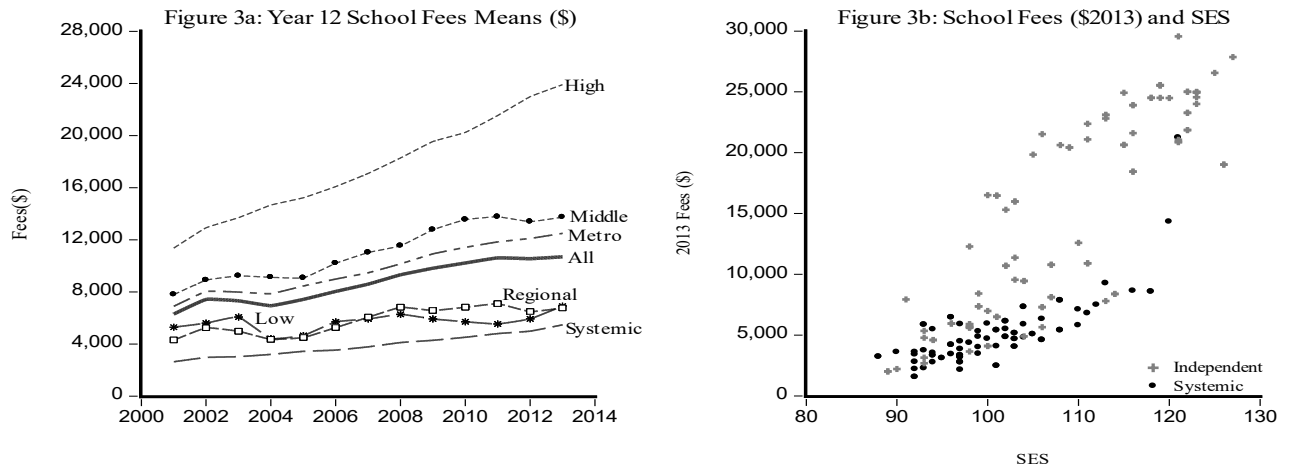 Figure 3a: Year 12 School Fees Means ($)
28,000
24,000
20,000
16,000
12,000
8,000
4,000
0
Fees($)
High
Middle
Metro
All
Regional
Low
Systemic
2000 2002 2004 2006 2008 2010 2012 2014
Figure 3b: School Fees ($2013) and SES
30,000
25,000
20,000
15,000
10,000
5,000
0
2013 Fees ($)
Independent
Systemic
80 90 100 110 120 130
SES